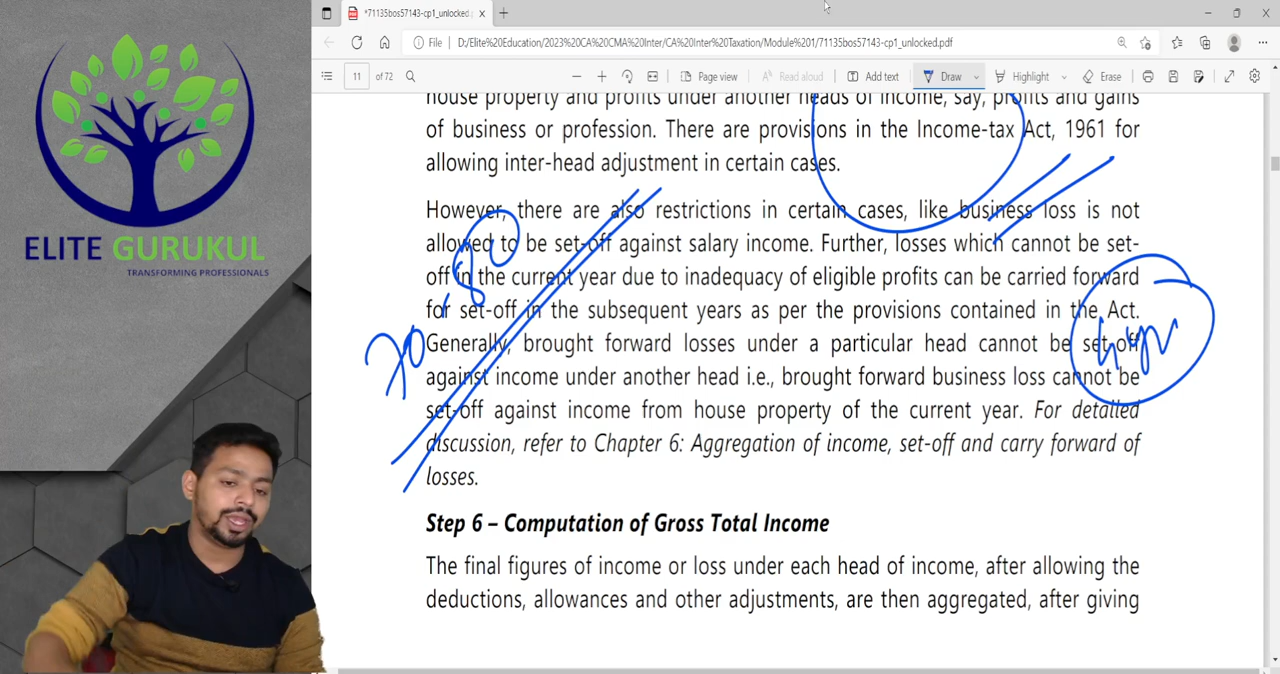 *71135bos57143-cp1_unlocked.
File
D:/Elite%20Education/2023%20CA%20CMA%20Inter/CA%20Inter%20Taxation/Module%201/71135bos57143-cp1_unlocked.pdf
11 of 72
Page view
Read aloud
Add text
Draw
Highlight
Erase
house property and profits under another heads of income, say, profits and gains
of business or profession. There are provisions in the Income-tax Act, 1961 for
allowing inter-head adjustment in certain cases.
However, there are also restrictions in certain cases, like business loss is not
allowed to be set-off against salary income. Further, losses which cannot be set-
off in the current year due to inadequacy of eligible profits can be carried forward
for set-off in the subsequent years as per the provisions contained in the Act.
Generally, brought forward losses under a particular head cannot be set-off
against income under another head i.e., brought forward business loss cannot be
set-off against income from house property of the current year. For detailed
discussion, refer to Chapter 6: Aggregation of income, set-off and carry forward of
losses.
70-80
Step 6 – Computation of Gross Total Income
The final figures of income or loss under each head of income, after allowing the
deductions, allowances and other adjustments, are then aggregated, after giving
ELITE GURUKUL
TRANSFORMING PROFESSIONALS